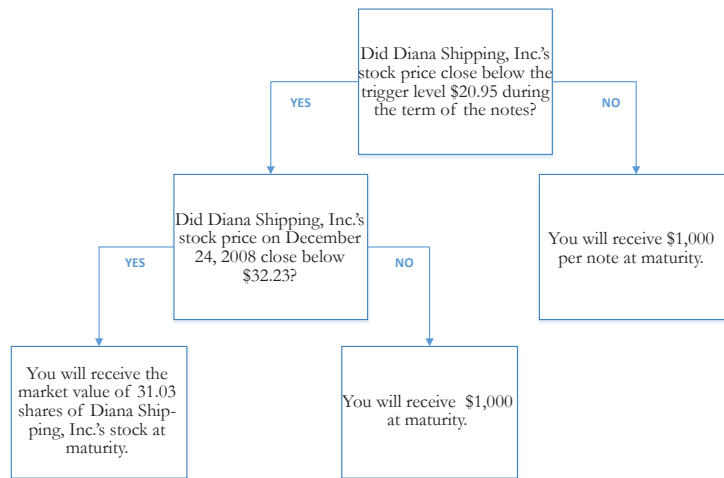 Did Diana Shipping, Inc.'s
stock price close below the
trigger level $20.95 during
the term of the notes?
YES
NO
Did Diana Shipping, Inc.'s
stock price on December
24, 2008 close below
$32.23?
You will receive $1,000
per note at maturity.
YES
NO
You will receive the
market value of 31.03
shares of Diana Ship-
ping, Inc.'s stock at
maturity.
You will receive $1,000
at maturity.